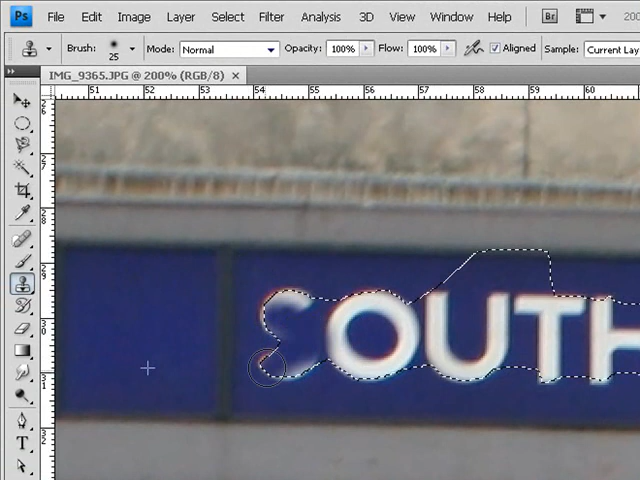 Ps File Edit Image Layer Select Filter Analysis 3D View Window Help Br
Brush: 25 Mode: Normal Opacity: 100% Flow: 100% Aligned Sample: Current Lay
IMG_9365.JPG @ 200% (RGB/8) ×
51 52 53 54 55 56 57 58 59 60
SOUTH